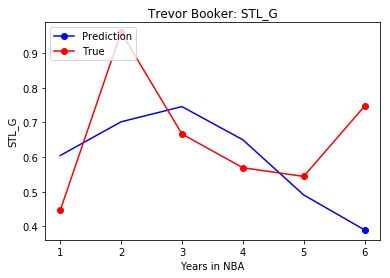 Trevor Booker: STL_G
Prediction
True
STL_G
0.9
0.8
0.7
0.6
0.5
0.4
1 2 3 4 5 6
Years in NBA